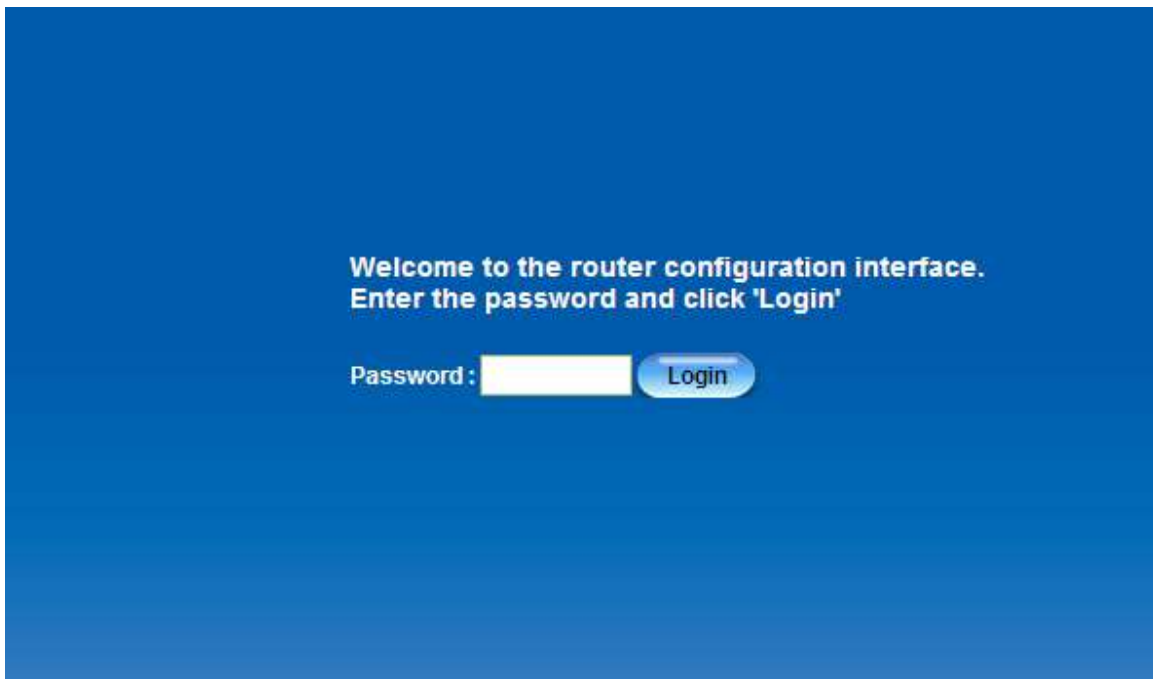 Welcome to the router configuration interface.
Enter the password and click 'Login'
Password : Login